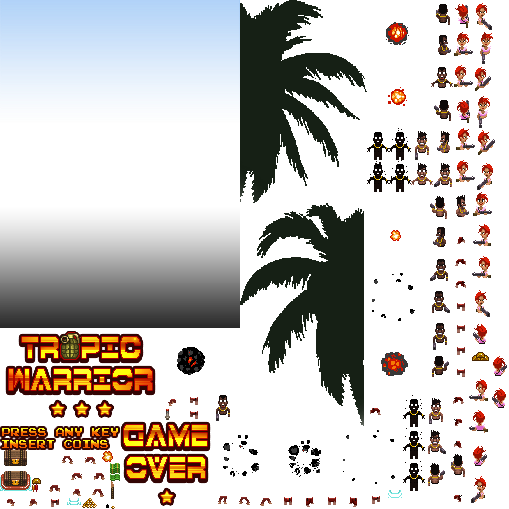 TROPIC
WARRIOR
PRESS ANY KEY
INSERT COINS
GAME
OVER